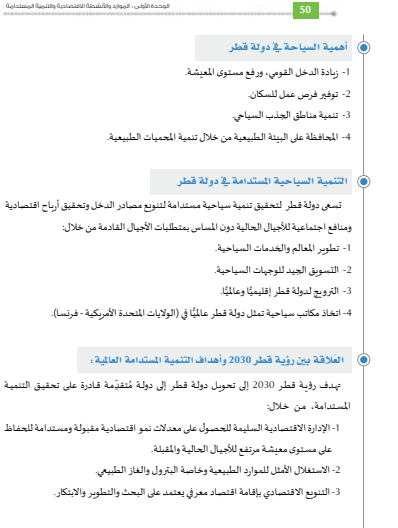 الوحدة الأولى : الموارد والأنشطة الاقتصادية والتنمية المستدامة
50
أهمية السياحة في دولة قطر
1- زيادة الدخل القومي، ورفع مستوى المعيشة.
2- توفير فرص عمل للسكان.
3- تنمية مناطق الجذب السياحي.
4- المحافظة على البيئة الطبيعية من خلال تنمية المحميات الطبيعية.
التنمية السياحية المستدامة في دولة قطر
تسعى دولة قطر لتحقيق تنمية سياحية مستدامة لتنويع مصادر الدخل وتحقيق أرباح اقتصادية
ومنافع اجتماعية للأجيال الحالية دون المساس بمتطلبات الأجيال القادمة من خلال:
1- تطوير المعالم والخدمات السياحية.
2- التسويق الجيد للوجهات السياحية.
3- الترويج لدولة قطر إقليميًّا وعالميًّا.
4- اتخاذ مكاتب سياحية تمثل دولة قطر عالميًّا في (الولايات المتحدة الأمريكية - فرنسا).
العلاقة بين رؤية قطر 2030 وأهداف التنمية المستدامة العالمية :
تهدف رؤية قطر 2030 إلى تحويل دولة قطر إلى دولة مُتقدّمة قادرة على تحقيق التنمية
المستدامة، من خلال:
1- الإدارة الاقتصادية السليمة للحصول على معدلات نمو اقتصادية مقبولة ومستدامة للحفاظ
على مستوى معيشة مرتفع للأجيال الحالية والمقبلة.
2- الاستغلال الأمثل للموارد الطبيعية وخاصة البترول والغاز الطبيعي.
3- التنويع الاقتصادي بإقامة اقتصاد معرفي يعتمد على البحث والتطوير والابتكار.